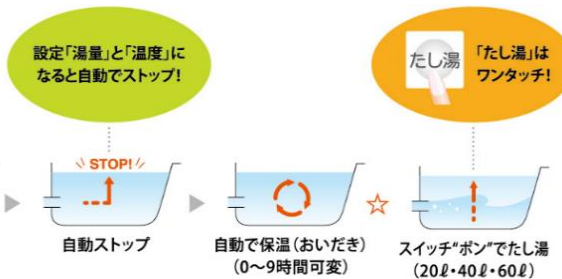 設定「湯量」と「温度」に
なると自動でストップ!
たし湯
「たし湯」は
ワンタッチ!
STOP!
自動ストップ
自動で保温(おいだき)
(0〜9時間可変)
☆
スイッチ“ポン”でたし湯
(20ℓ・40ℓ・60ℓ)